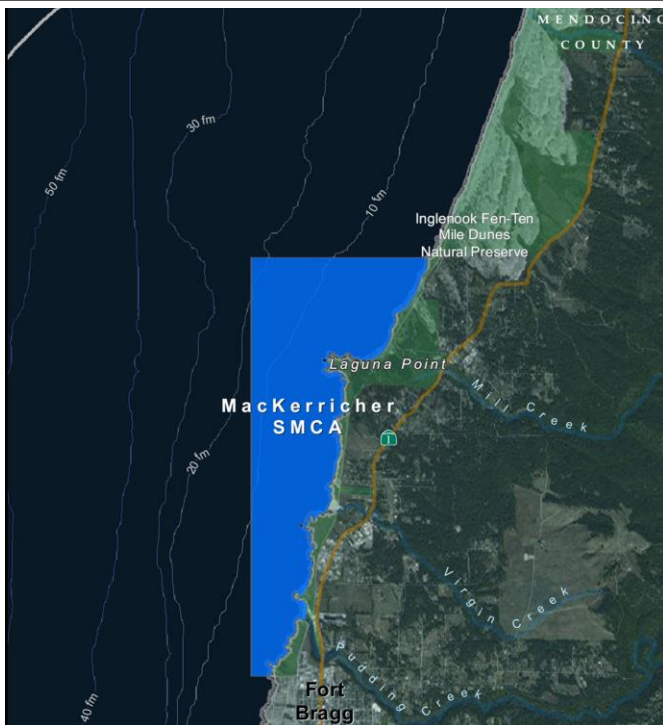 MENDOCINO
COUNTY
30 fm
50 fm
10 fm
Inglenook Fen-Ten
Mile Dunes
Natural Preserve
Laguna Point
MacKerricher
SMCA
Mill Creek
1
20 fm
Virgin Creek
Pudding Creek
40 fm
Fort
Bragg